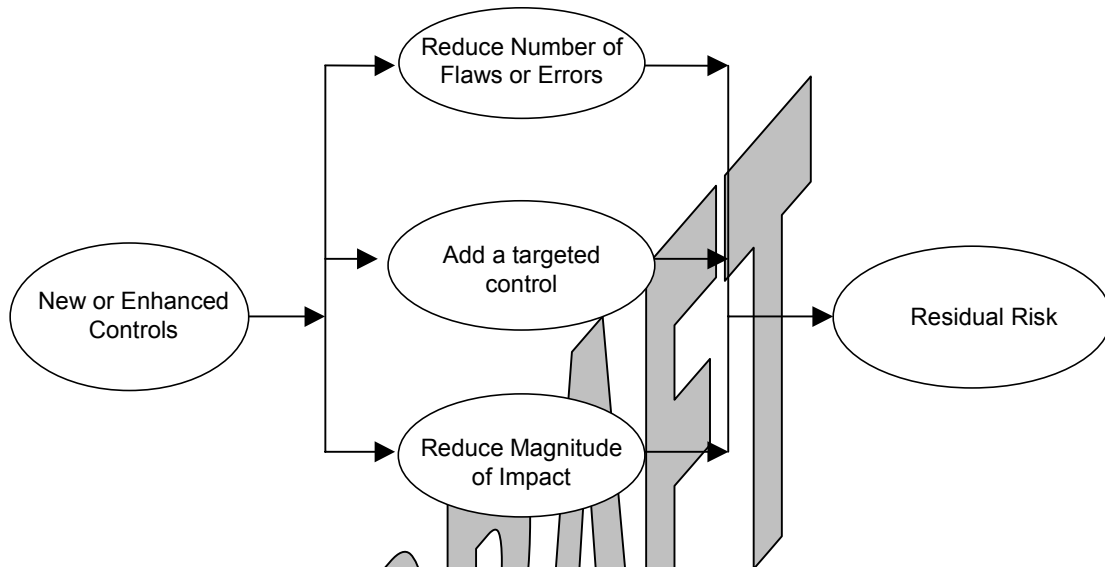 Reduce Number of
Flaws or Errors
Add a targeted
control
New or Enhanced
Controls
Residual Risk
Reduce Magnitude
of Impact
DRAFT